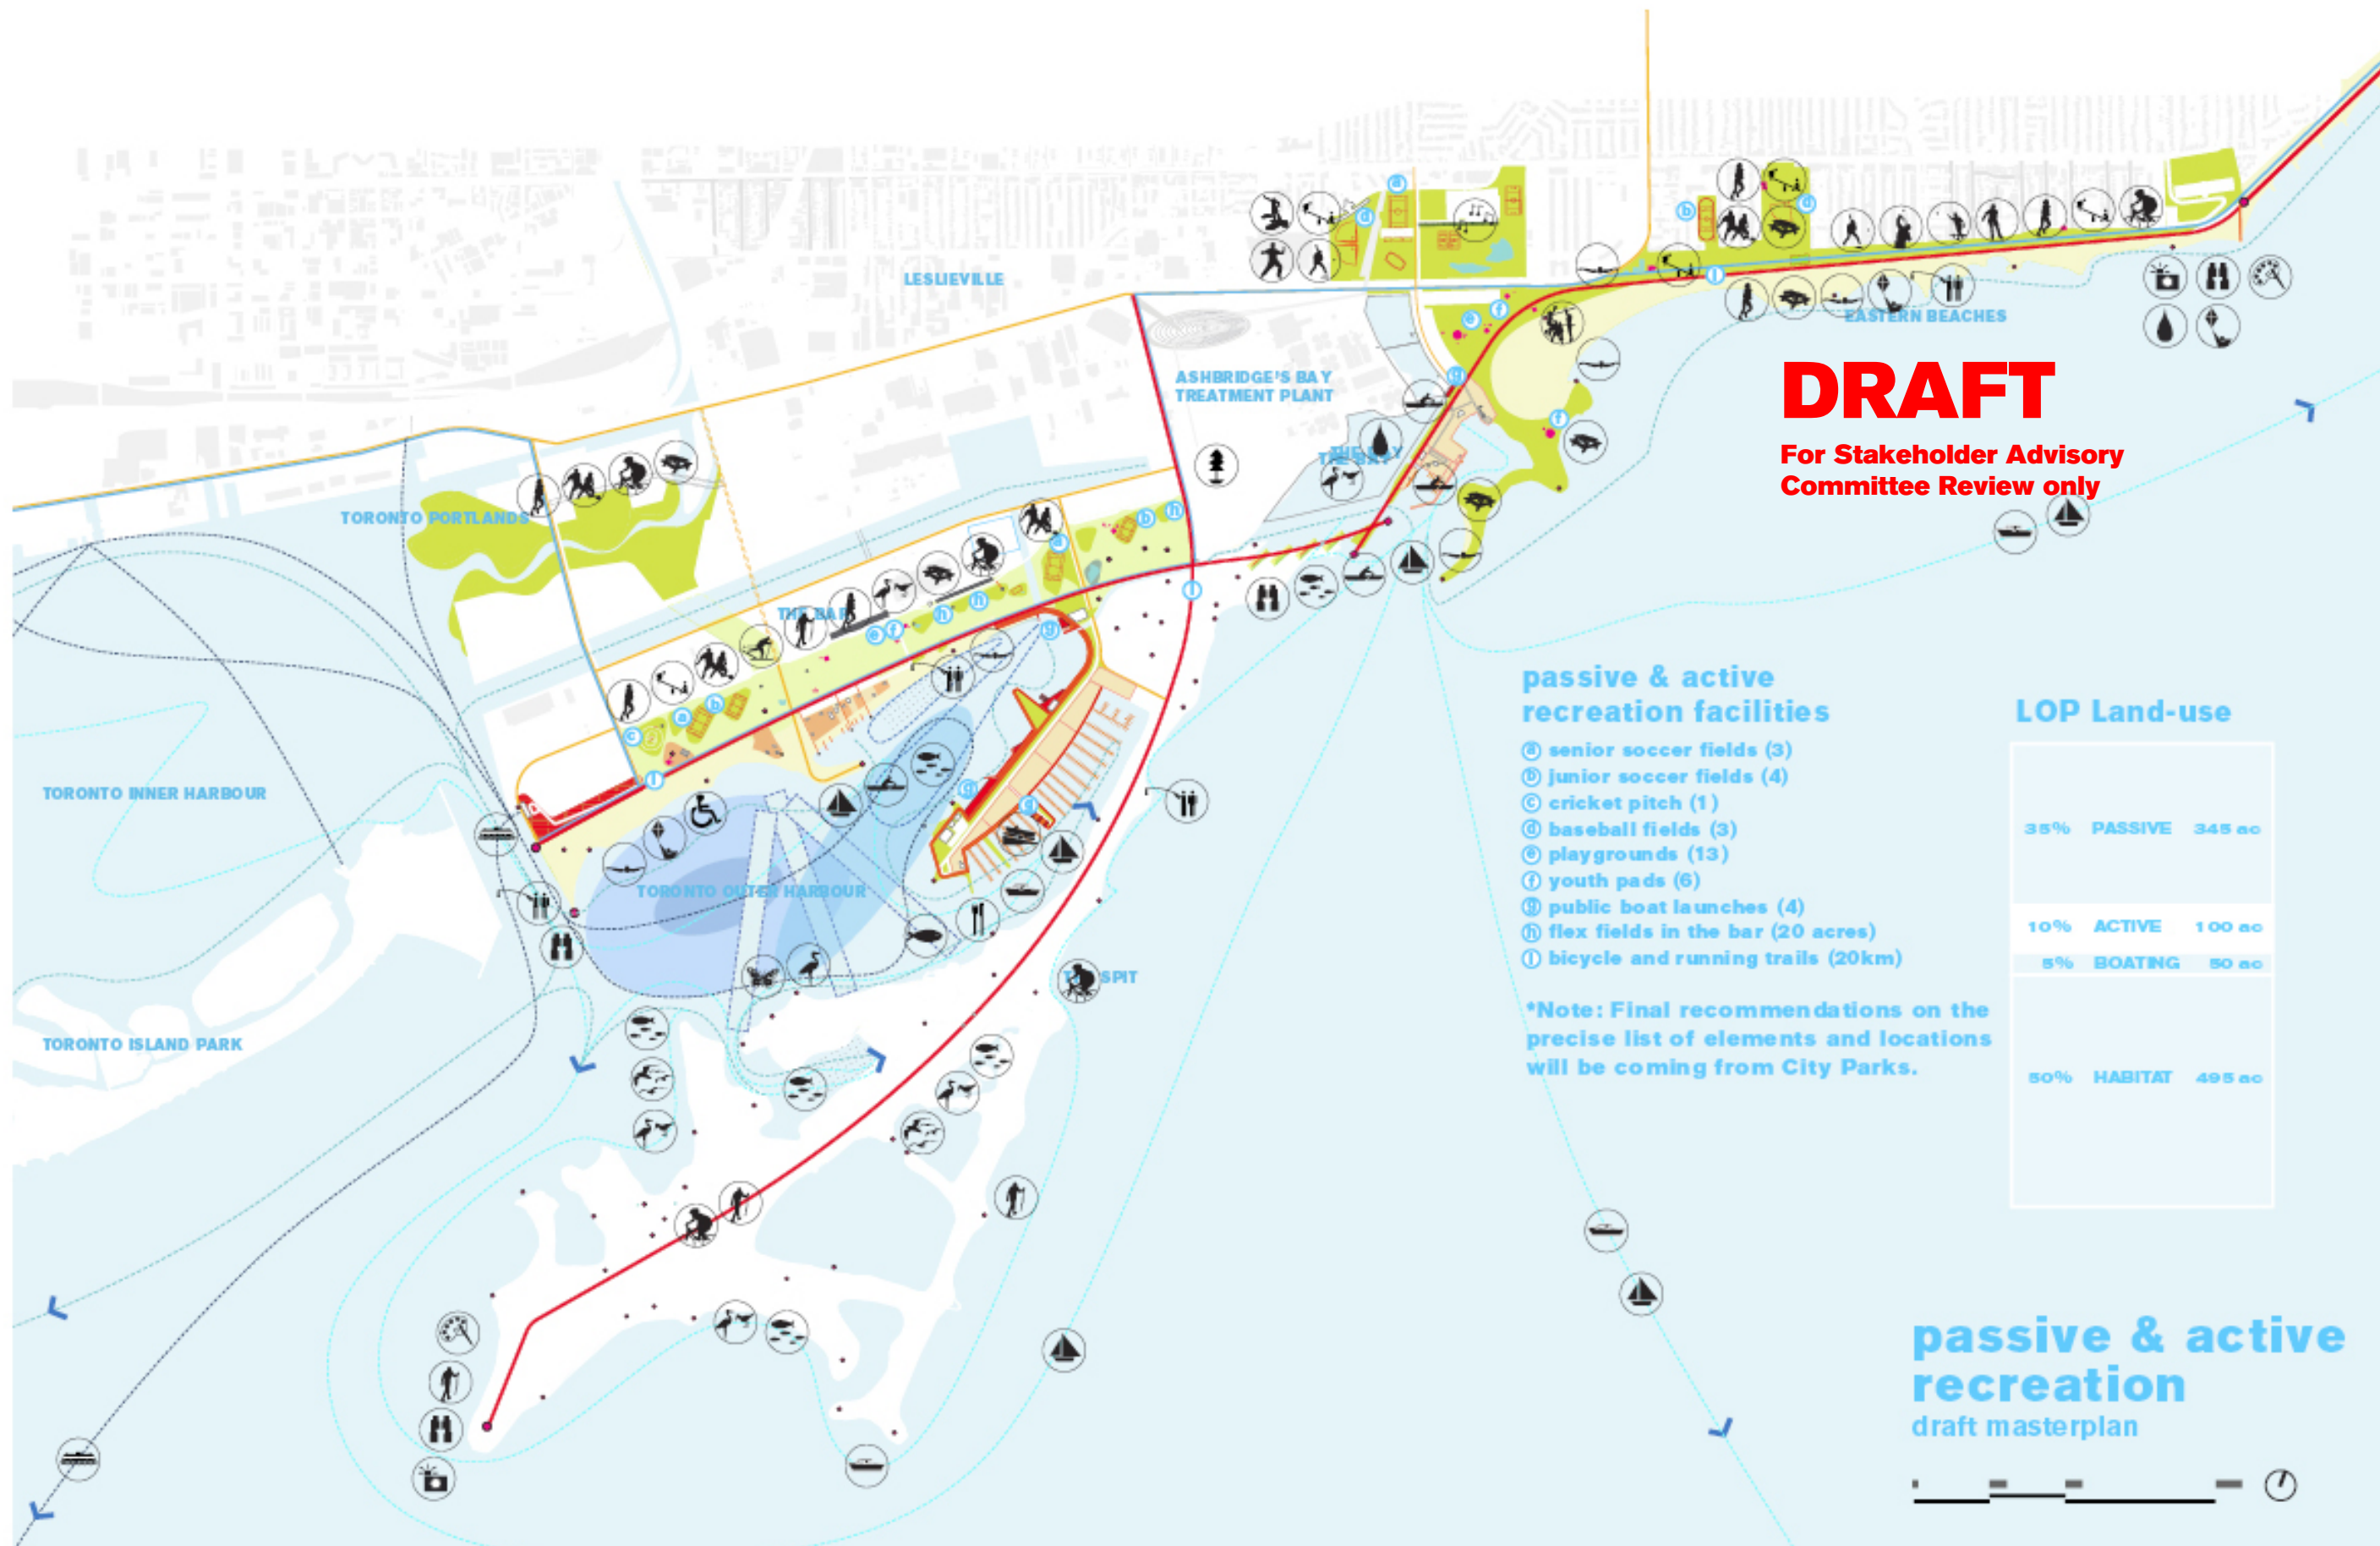 LESLIEVILLE
EASTERN BEACHES
ASHBRIDGE'S BAY
TREATMENT PLANT
DRAFT
For Stakeholder Advisory
Committee Review only
THE BAY
TORONTO PORTLANDS
THE BAR
TORONTO INNER HARBOUR
TORONTO OUTER HARBOUR
SPIT
TORONTO ISLAND PARK
passive & active
recreation facilities
a senior soccer fields (3)
b junior soccer fields (4)
c cricket pitch (1)
d baseball fields (3)
e playgrounds (13)
f youth pads (6)
g public boat launches (4)
h flex fields in the bar (20 acres)
i bicycle and running trails (20km)
*Note: Final recommendations on the
precise list of elements and locations
will be coming from City Parks.
LOP Land-use
35% PASSIVE 345 ac
10% ACTIVE 100 ac
5% BOATING 50 ac
50% HABITAT 495 ac
passive & active
recreation
draft masterplan